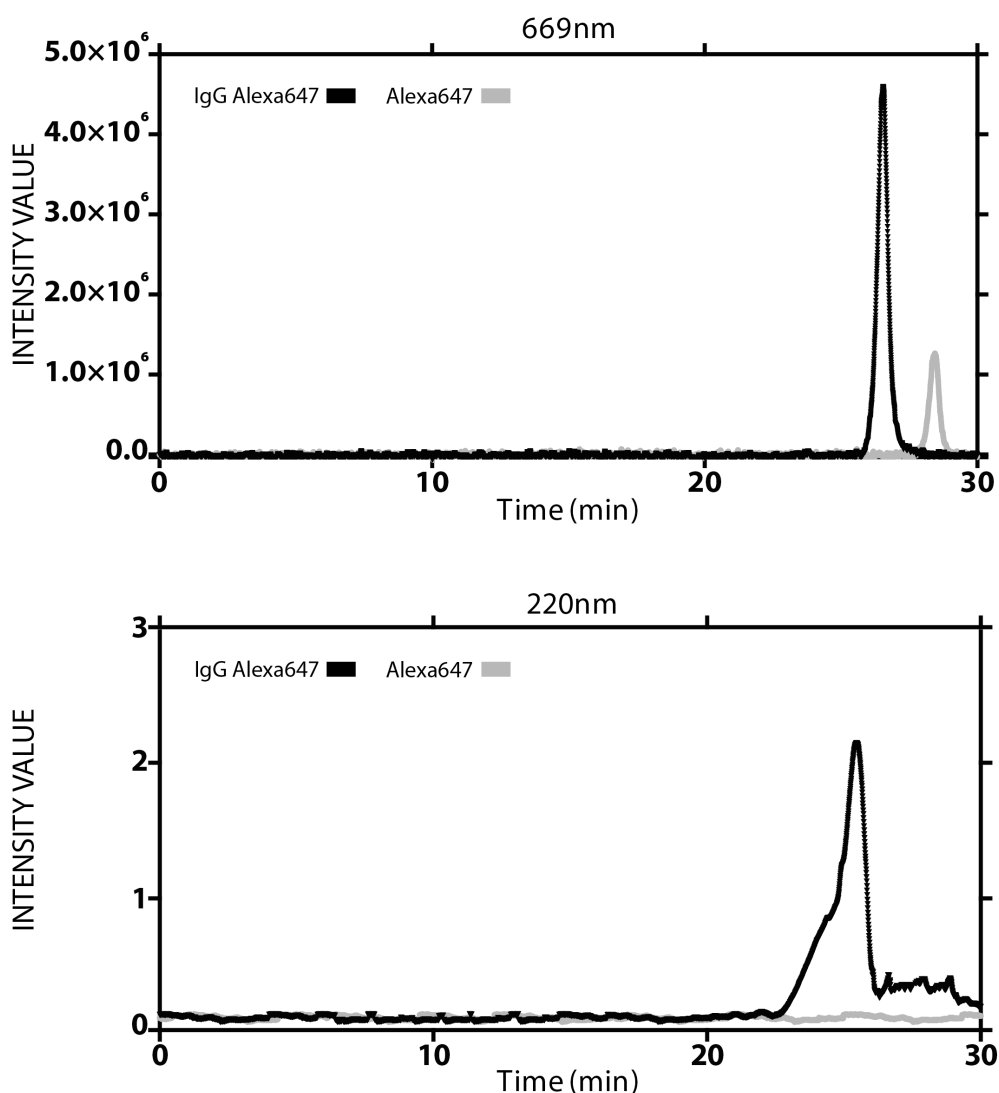 669nm
IgG Alexa647 Alexa647
INTENSITY VALUE
5.0×10⁶
4.0×10⁶
3.0×10⁶
2.0×10⁶
1.0×10⁶
0.0
0 10 20 30
Time (min)
220nm
IgG Alexa647 Alexa647
INTENSITY VALUE
3
2
1
0
0 10 20 30
Time (min)